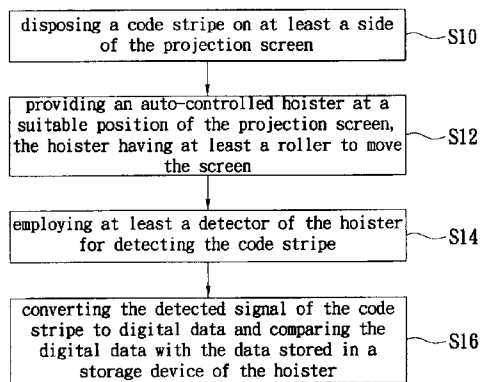 disposing a code stripe on at least a side
of the projection screen
S10
providing an auto-controlled hoister at a
suitable position of the projection screen,
the hoister having at least a roller to move
the screen
S12
employing at least a detector of the hoister
for detecting the code stripe
S14
converting the detected signal of the code
stripe to digital data and comparing the
digital data with the data stored in a
storage device of the hoister
S16